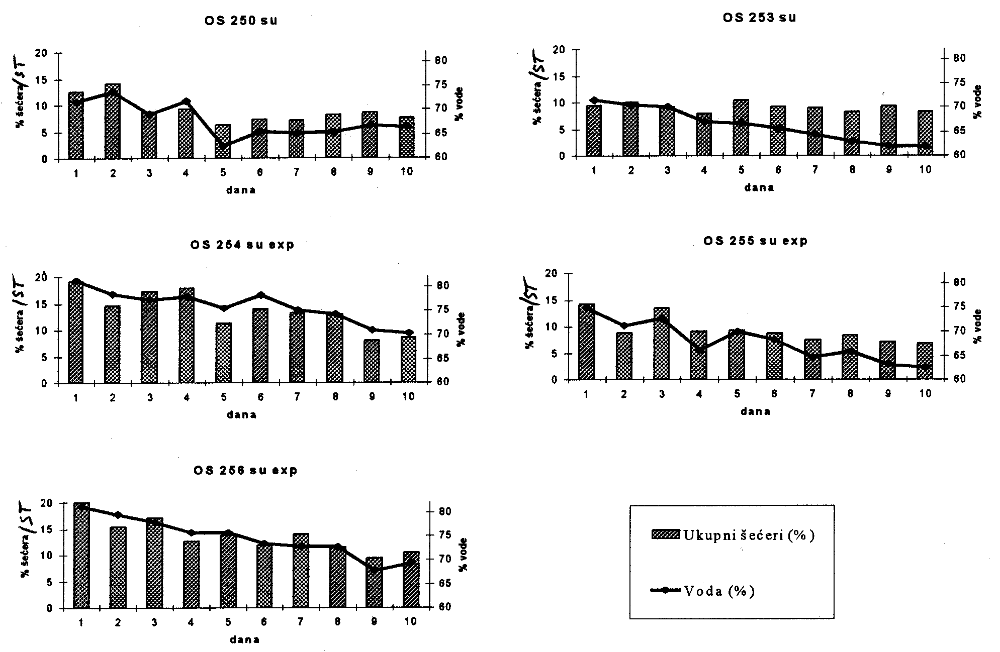 OS 250 su
% šećera/ST
20
15
10
5
0
80
75
70
65
60
% vode
1 2 3 4 5 6 7 8 9 10
dana
OS 253 su
% šećera/ST
20
15
10
5
0
80
75
70
65
60
% vode
1 2 3 4 5 6 7 8 9 10
dana
OS 254 su exp
% šećera/ST
20
15
10
5
0
80
75
70
65
60
% vode
1 2 3 4 5 6 7 8 9 10
dana
OS 255 su exp
% šećera/ST
20
15
10
5
0
80
75
70
65
60
% vode
1 2 3 4 5 6 7 8 9 10
dana
OS 256 su exp
% šećera/ST
20
15
10
5
0
80
75
70
65
60
% vode
1 2 3 4 5 6 7 8 9 10
dana
Ukupni šećeri (%)
Voda (%)